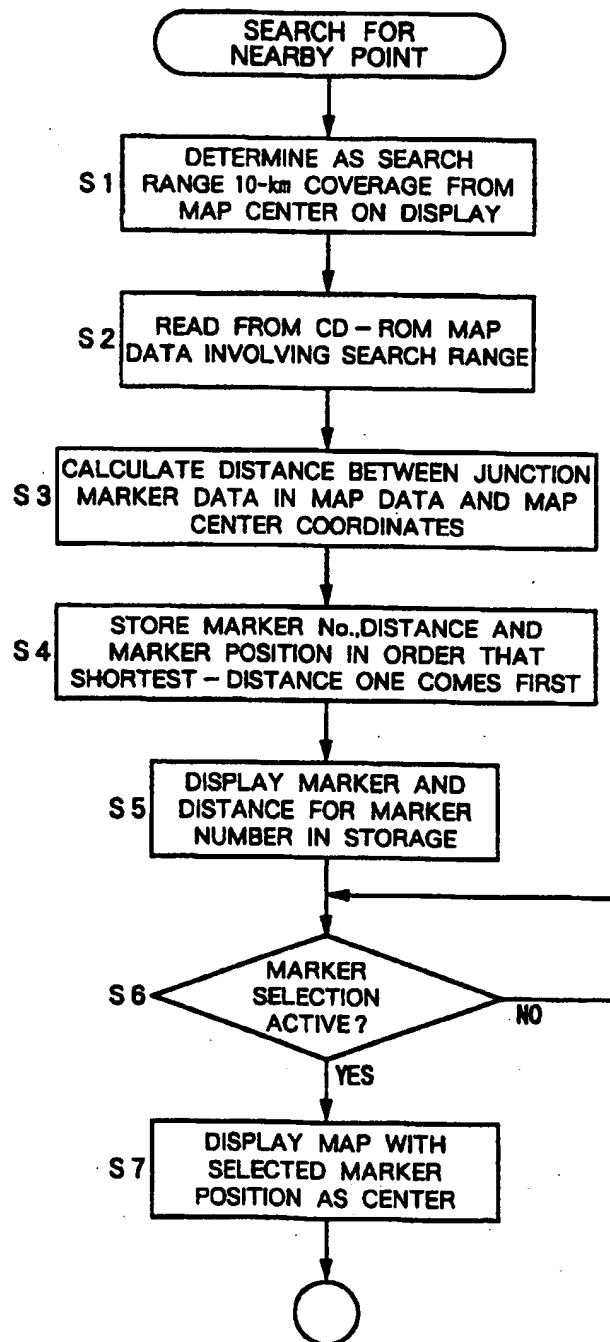 SEARCH FOR
NEARBY POINT
S1
DETERMINE AS SEARCH
RANGE 10-km COVERAGE FROM
MAP CENTER ON DISPLAY
S2
READ FROM CD-ROM MAP
DATA INVOLVING SEARCH RANGE
S3
CALCULATE DISTANCE BETWEEN JUNCTION
MARKER DATA IN MAP DATA AND MAP
CENTER COORDINATES
S4
STORE MARKER No.,DISTANCE AND
MARKER POSITION IN ORDER THAT
SHORTEST-DISTANCE ONE COMES FIRST
S5
DISPLAY MARKER AND
DISTANCE FOR MARKER
NUMBER IN STORAGE
S6
MARKER
SELECTION
ACTIVE?
NO
YES
S7
DISPLAY MAP WITH
SELECTED MARKER
POSITION AS CENTER